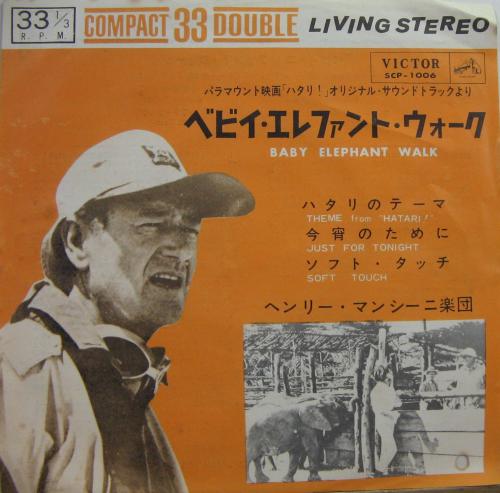 33 1/3
R. P. M.
COMPACT 33 DOUBLE
LIVING STEREO
VICTOR
SCP-1006
パラマウント映画「ハタリ!」オリジナル・サウンドトラックより
ベビイ・エレファント・ウォーク
BABY ELEPHANT WALK
ハタリのテーマ
THEME from "HATARI!"
今宵のために
JUST FOR TONIGHT
ソフト・タッチ
SOFT TOUCH
ヘンリー・マンシーニ楽団